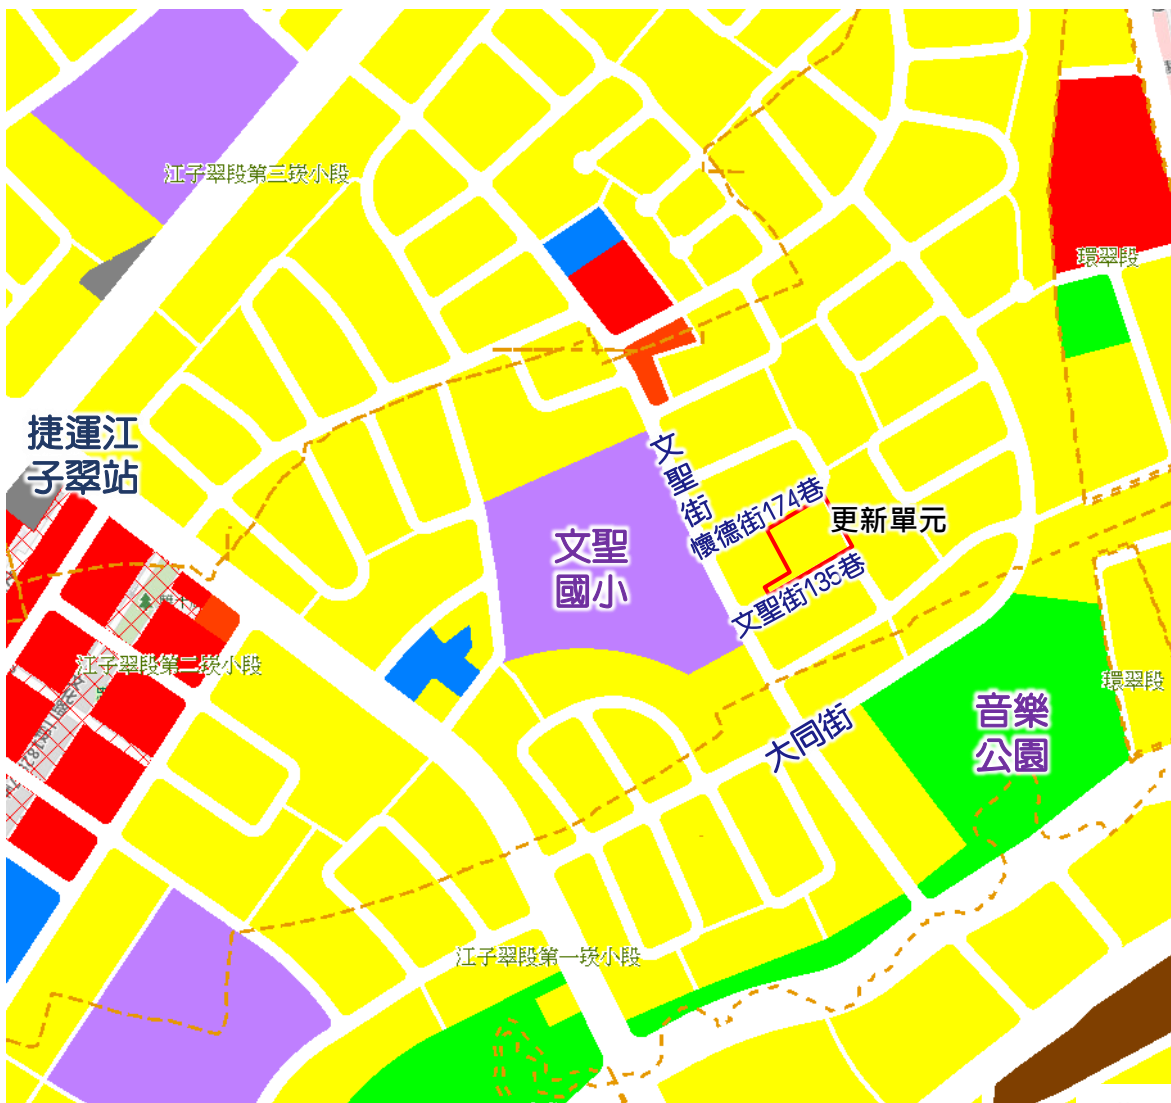 江子翠段第三崁小段
環翠段
捷運江
子翠站
文聖街
懷德街174巷
更新單元
文聖
國小
文聖街135巷
江子翠段第二崁小段
環翠段
音樂
公園
大同街
江子翠段第一崁小段